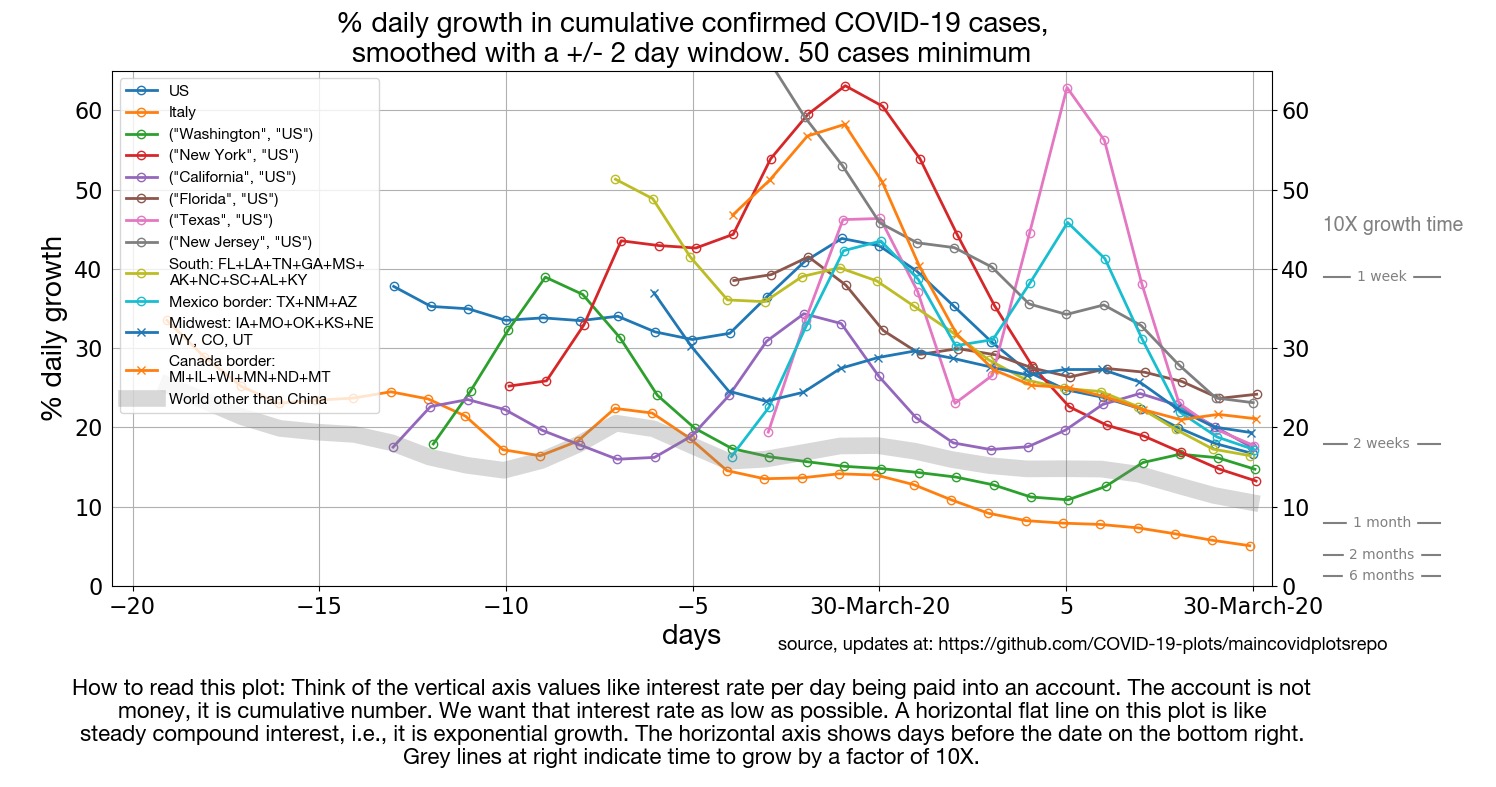 % daily growth in cumulative confirmed COVID-19 cases,
smoothed with a +/- 2 day window. 50 cases minimum
US
Italy
("Washington", "US")
("New York", "US")
("California", "US")
("Florida", "US")
("Texas", "US")
("New Jersey", "US")
South: FL+LA+TN+GA+MS+
AK+NC+SC+AL+KY
Mexico border: TX+NM+AZ
Midwest: IA+MO+OK+KS+NE
WY, CO, UT
Canada border:
MI+IL+WI+MN+ND+MT
World other than China
% daily growth
60
50
40
30
20
10
0
60
50
40
30
20
10
0
10X growth time
1 week
2 weeks
1 month
2 months
6 months
−20
−15
−10
−5
30-March-20
5
30-March-20
days
source, updates at: https://github.com/COVID-19-plots/maincovidplotsrepo
How to read this plot: Think of the vertical axis values like interest rate per day being paid into an account. The account is not
money, it is cumulative number. We want that interest rate as low as possible. A horizontal flat line on this plot is like
steady compound interest, i.e., it is exponential growth. The horizontal axis shows days before the date on the bottom right.
Grey lines at right indicate time to grow by a factor of 10X.